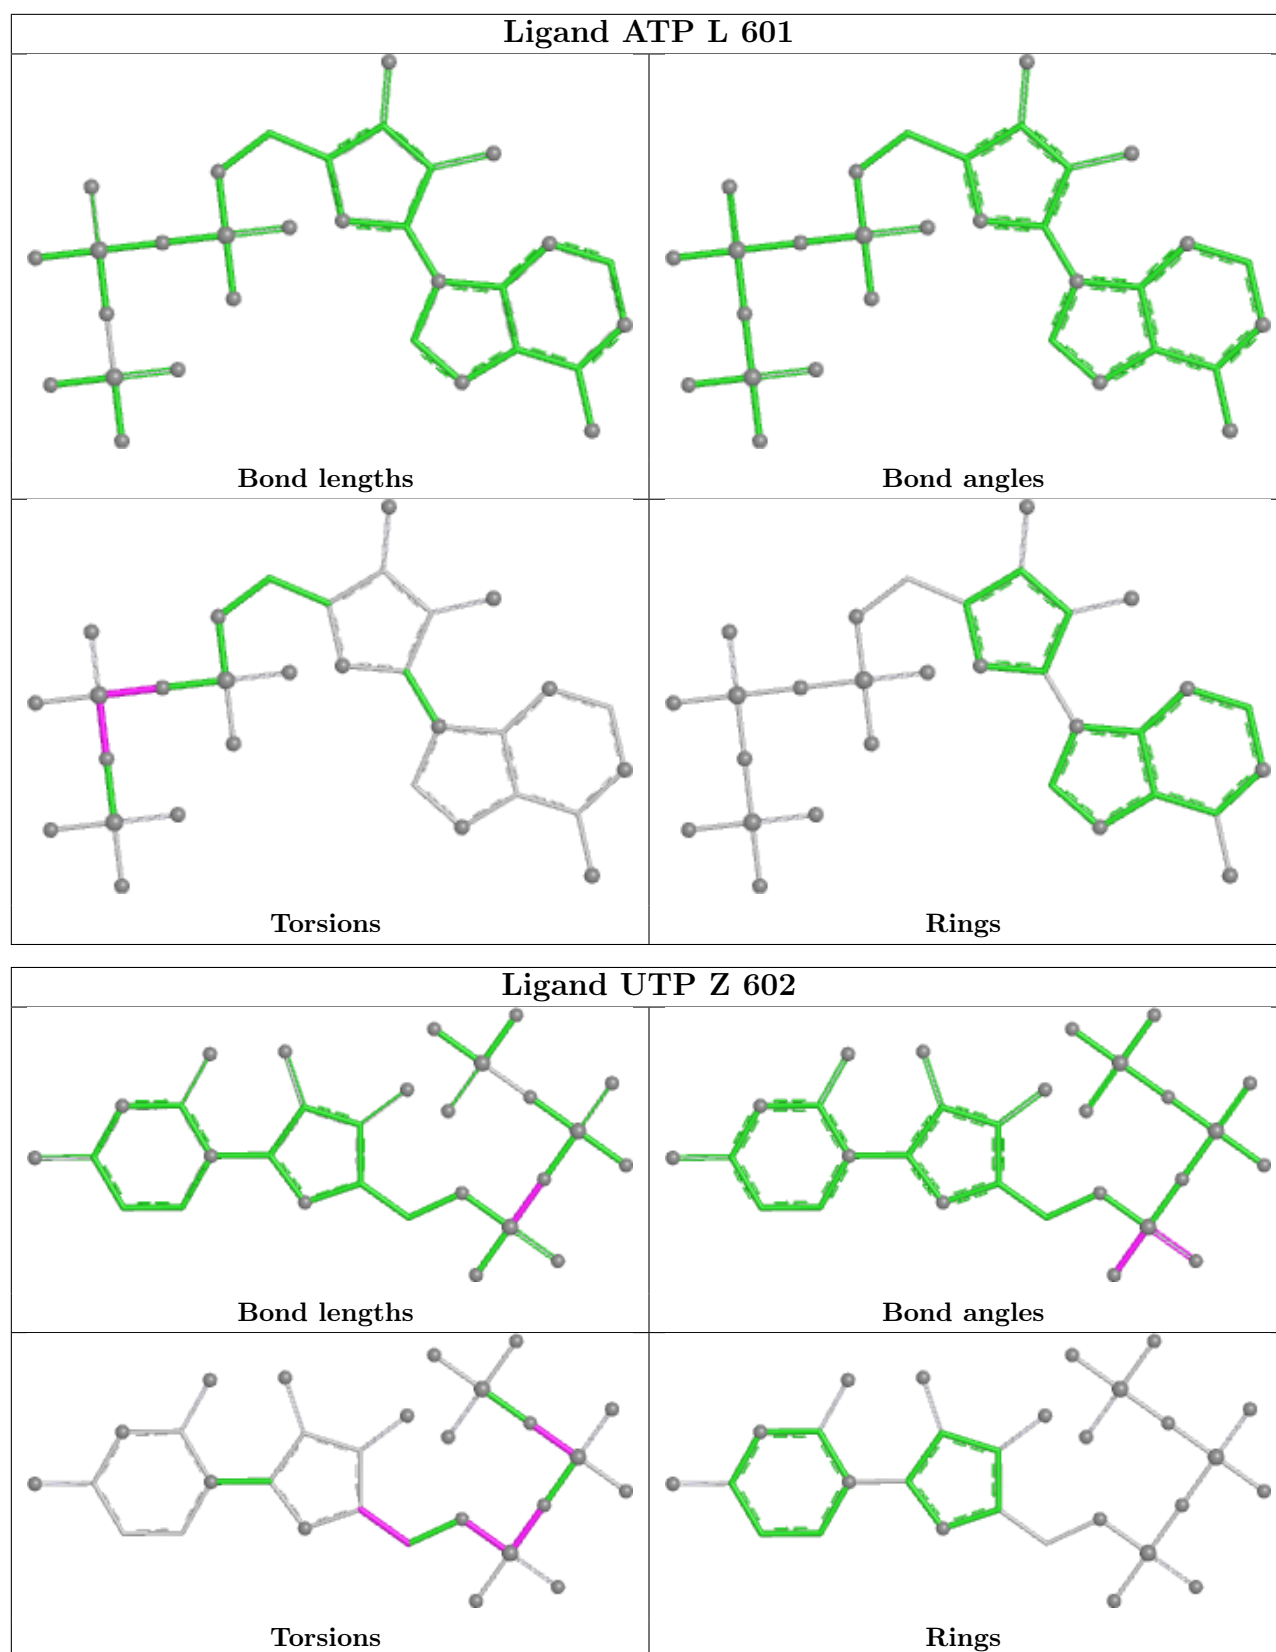 Ligand ATP L 601
Bond lengths
Bond angles
Torsions
Rings
Ligand UTP Z 602
Bond lengths
Bond angles
Torsions
Rings